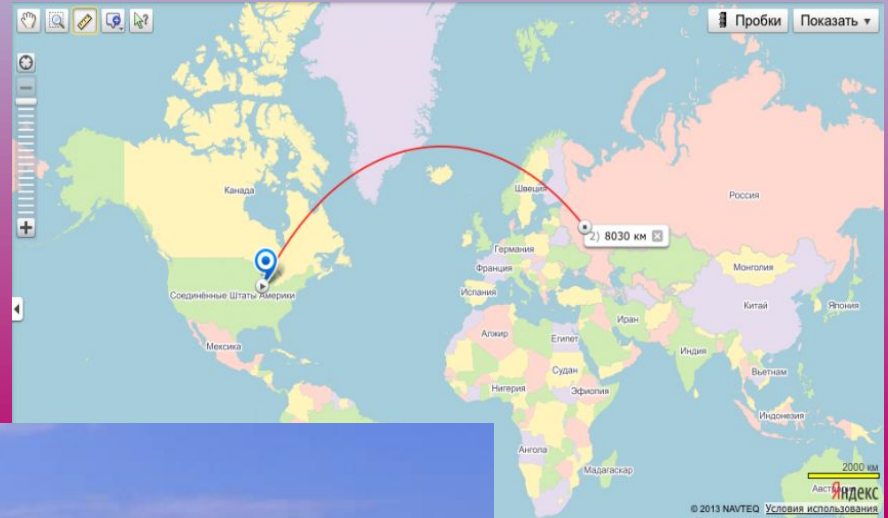 Пробки
Показать
Канада
Швеция
Россия
2) 8030 км
Германия
Франция
Испания
Монголия
Соединённые Штаты Америки
Китай
Япония
Мексика
Алжир
Египет
Иран
Индия
Судан
Вьетнам
Нигерия
Эфиопия
Индонезия
Ангола
Мадагаскар
2000 км
Яндекс
© 2013 NAVTEQ Условия использования